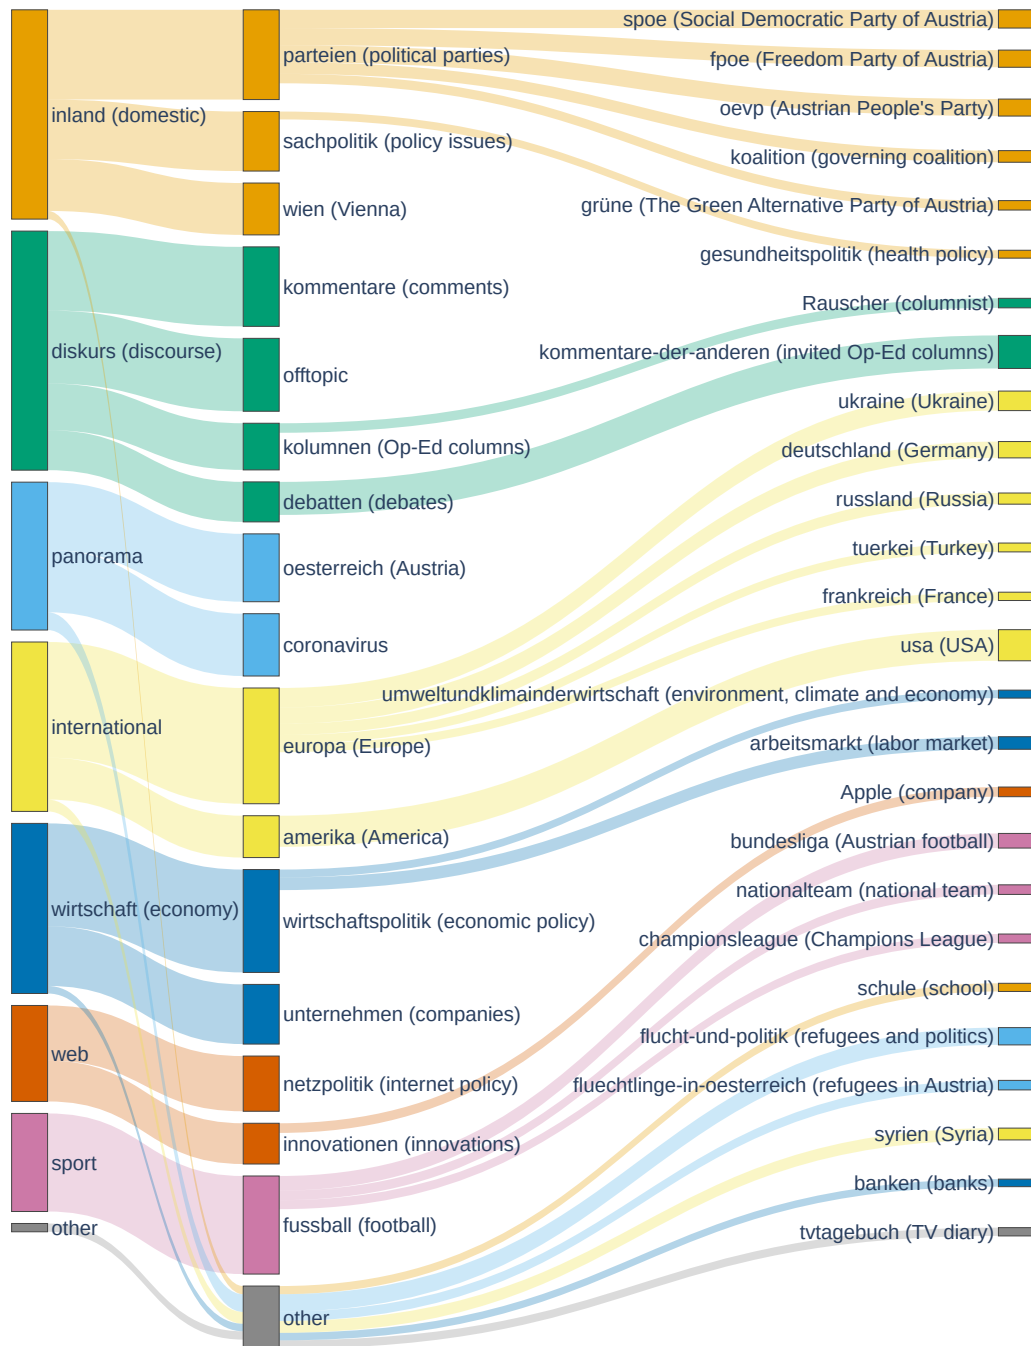 inland (domestic)
diskurs (discourse)
panorama
international
wirtschaft (economy)
web
sport
other
parteien (political parties)
sachpolitik (policy issues)
wien (Vienna)
kommentare (comments)
offtopic
kolumnen (Op-Ed columns)
debatten (debates)
oesterreich (Austria)
coronavirus
europa (Europe)
amerika (America)
wirtschaftspolitik (economic policy)
unternehmen (companies)
netzpolitik (internet policy)
innovationen (innovations)
fussball (football)
other
spoe (Social Democratic Party of Austria)
fpoe (Freedom Party of Austria)
oevp (Austrian People's Party)
koalition (governing coalition)
grüne (The Green Alternative Party of Austria)
gesundheitspolitik (health policy)
Rauscher (columnist)
kommentare-der-anderen (invited Op-Ed columns)
ukraine (Ukraine)
deutschland (Germany)
russland (Russia)
tuerkei (Turkey)
frankreich (France)
usa (USA)
umweltundklimainderwirtschaft (environment, climate and economy)
arbeitsmarkt (labor market)
Apple (company)
bundesliga (Austrian football)
nationalteam (national team)
championsleague (Champions League)
schule (school)
flucht-und-politik (refugees and politics)
fluechtlinge-in-oesterreich (refugees in Austria)
syrien (Syria)
banken (banks)
tvtagebuch (TV diary)